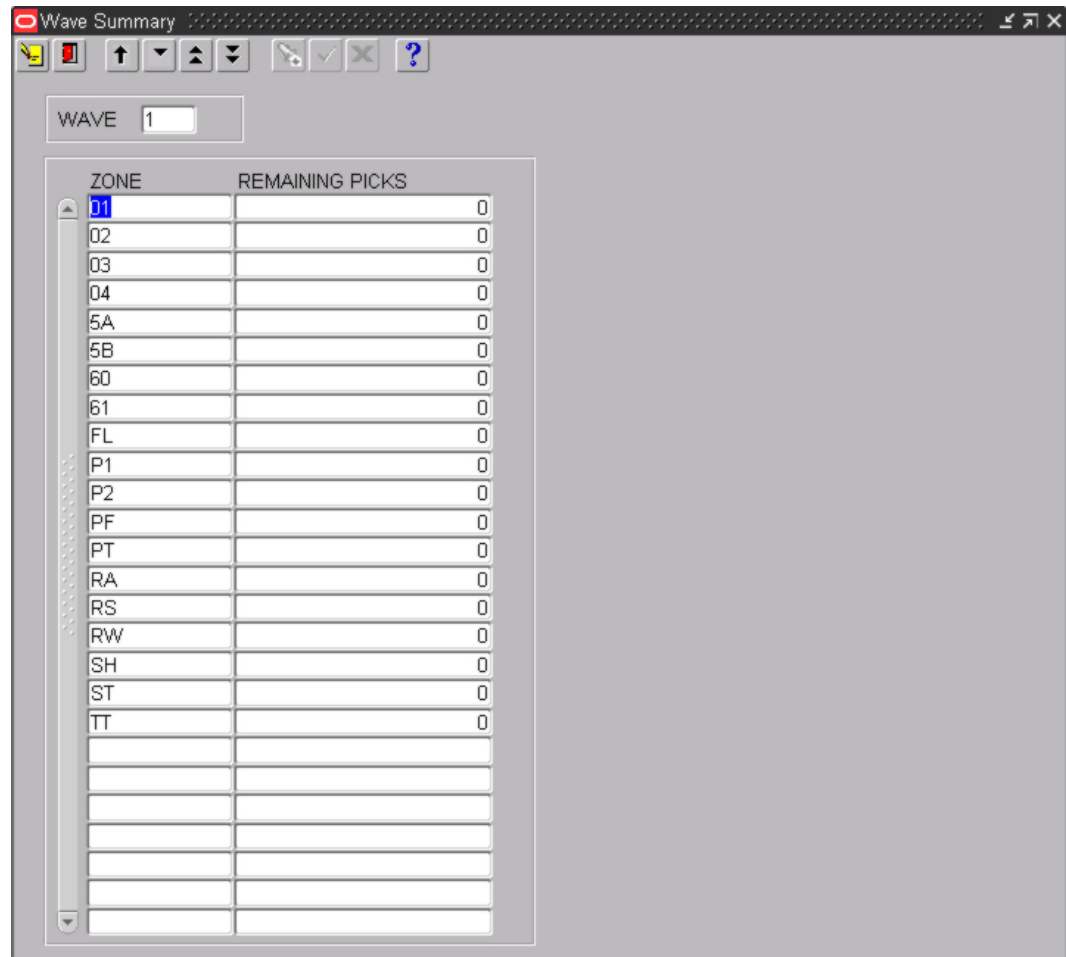 Wave Summary
?
WAVE 1
ZONE REMAINING PICKS
01 0
02 0
03 0
04 0
5A 0
5B 0
60 0
61 0
FL 0
P1 0
P2 0
PF 0
PT 0
RA 0
RS 0
RW 0
SH 0
ST 0
TT 0